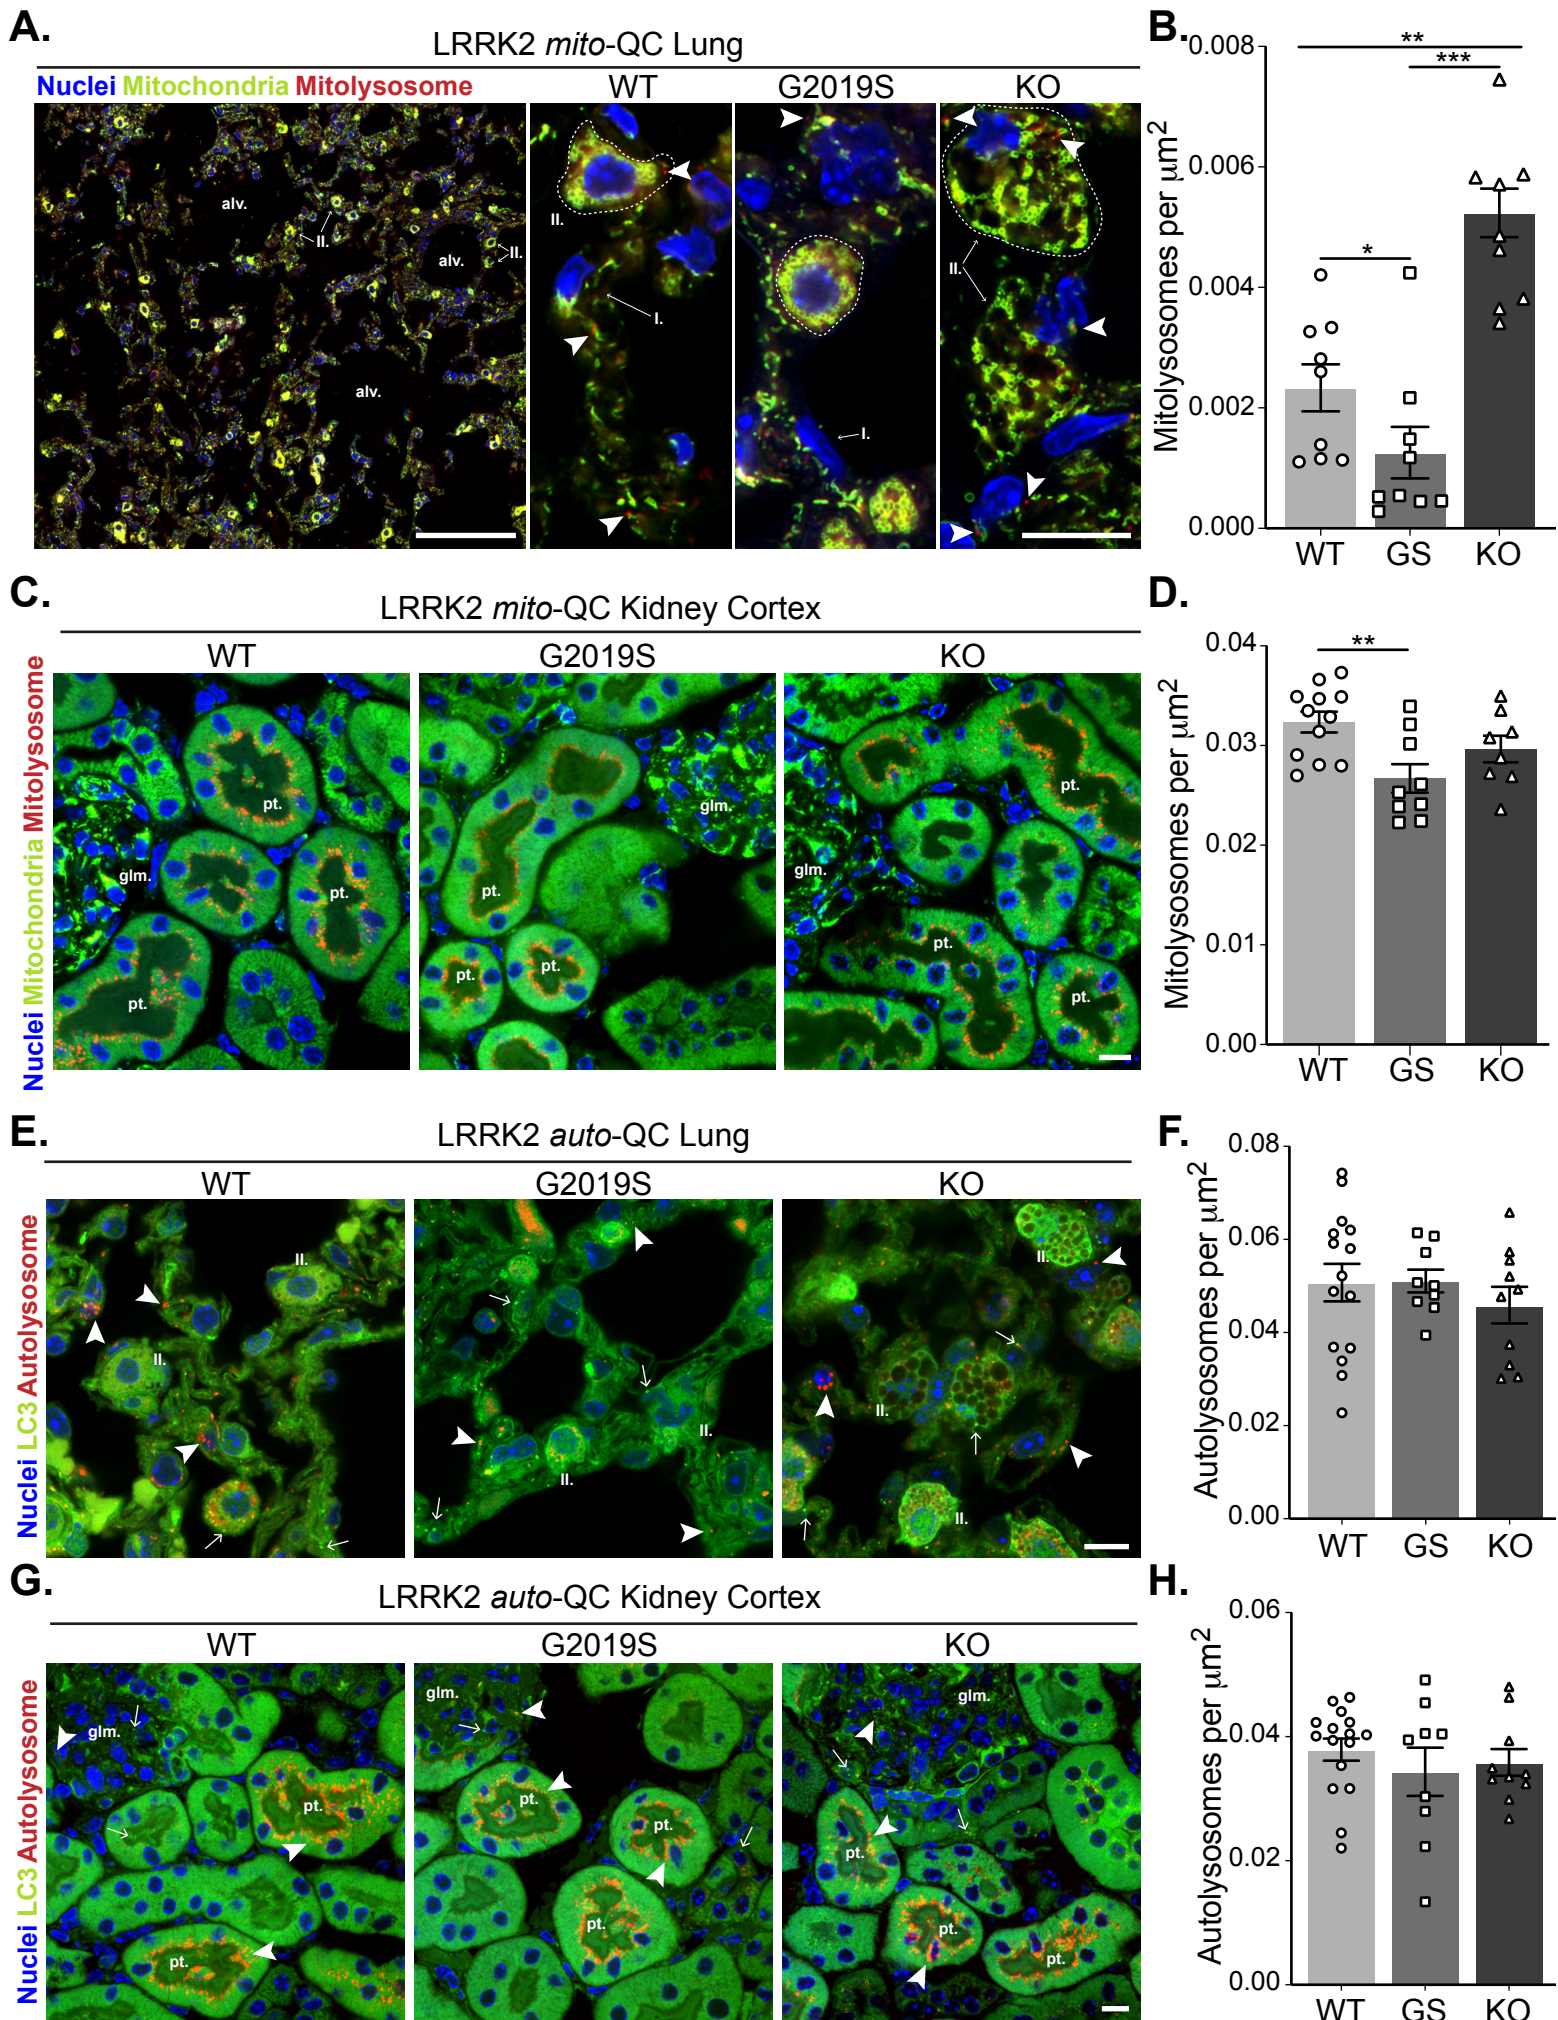 A.
LRRK2 mito-QC Lung
Nuclei Mitochondria Mitolysosome
WT
G2019S
KO
alv.
II.
II.
alv.
alv.
II.
I.
I.
II.
B.
Mitolysosomes per μm2
0.008
0.006
0.004
0.002
0.000
**
***
*
WT GS KO
C.
LRRK2 mito-QC Kidney Cortex
WT
G2019S
KO
Nuclei Mitochondria Mitolysosome
pt.
glm.
pt.
pt.
glm.
pt.
pt.
pt.
pt.
glm.
pt.
pt.
D.
Mitolysosomes per μm2
0.04
0.03
0.02
0.01
0.00
**
WT GS KO
E.
LRRK2 auto-QC Lung
WT
G2019S
KO
Nuclei LC3 Autolysosome
II.
II.
II.
II.
II.
II.
II.
F.
Autolysosomes per μm2
0.08
0.06
0.04
0.02
0.00
WT GS KO
G.
LRRK2 auto-QC Kidney Cortex
WT
G2019S
KO
Nuclei LC3 Autolysosome
glm.
pt.
pt.
glm.
pt.
pt.
pt.
glm.
pt.
pt.
pt.
H.
Autolysosomes per μm2
0.06
0.04
0.02
0.00
WT GS KO